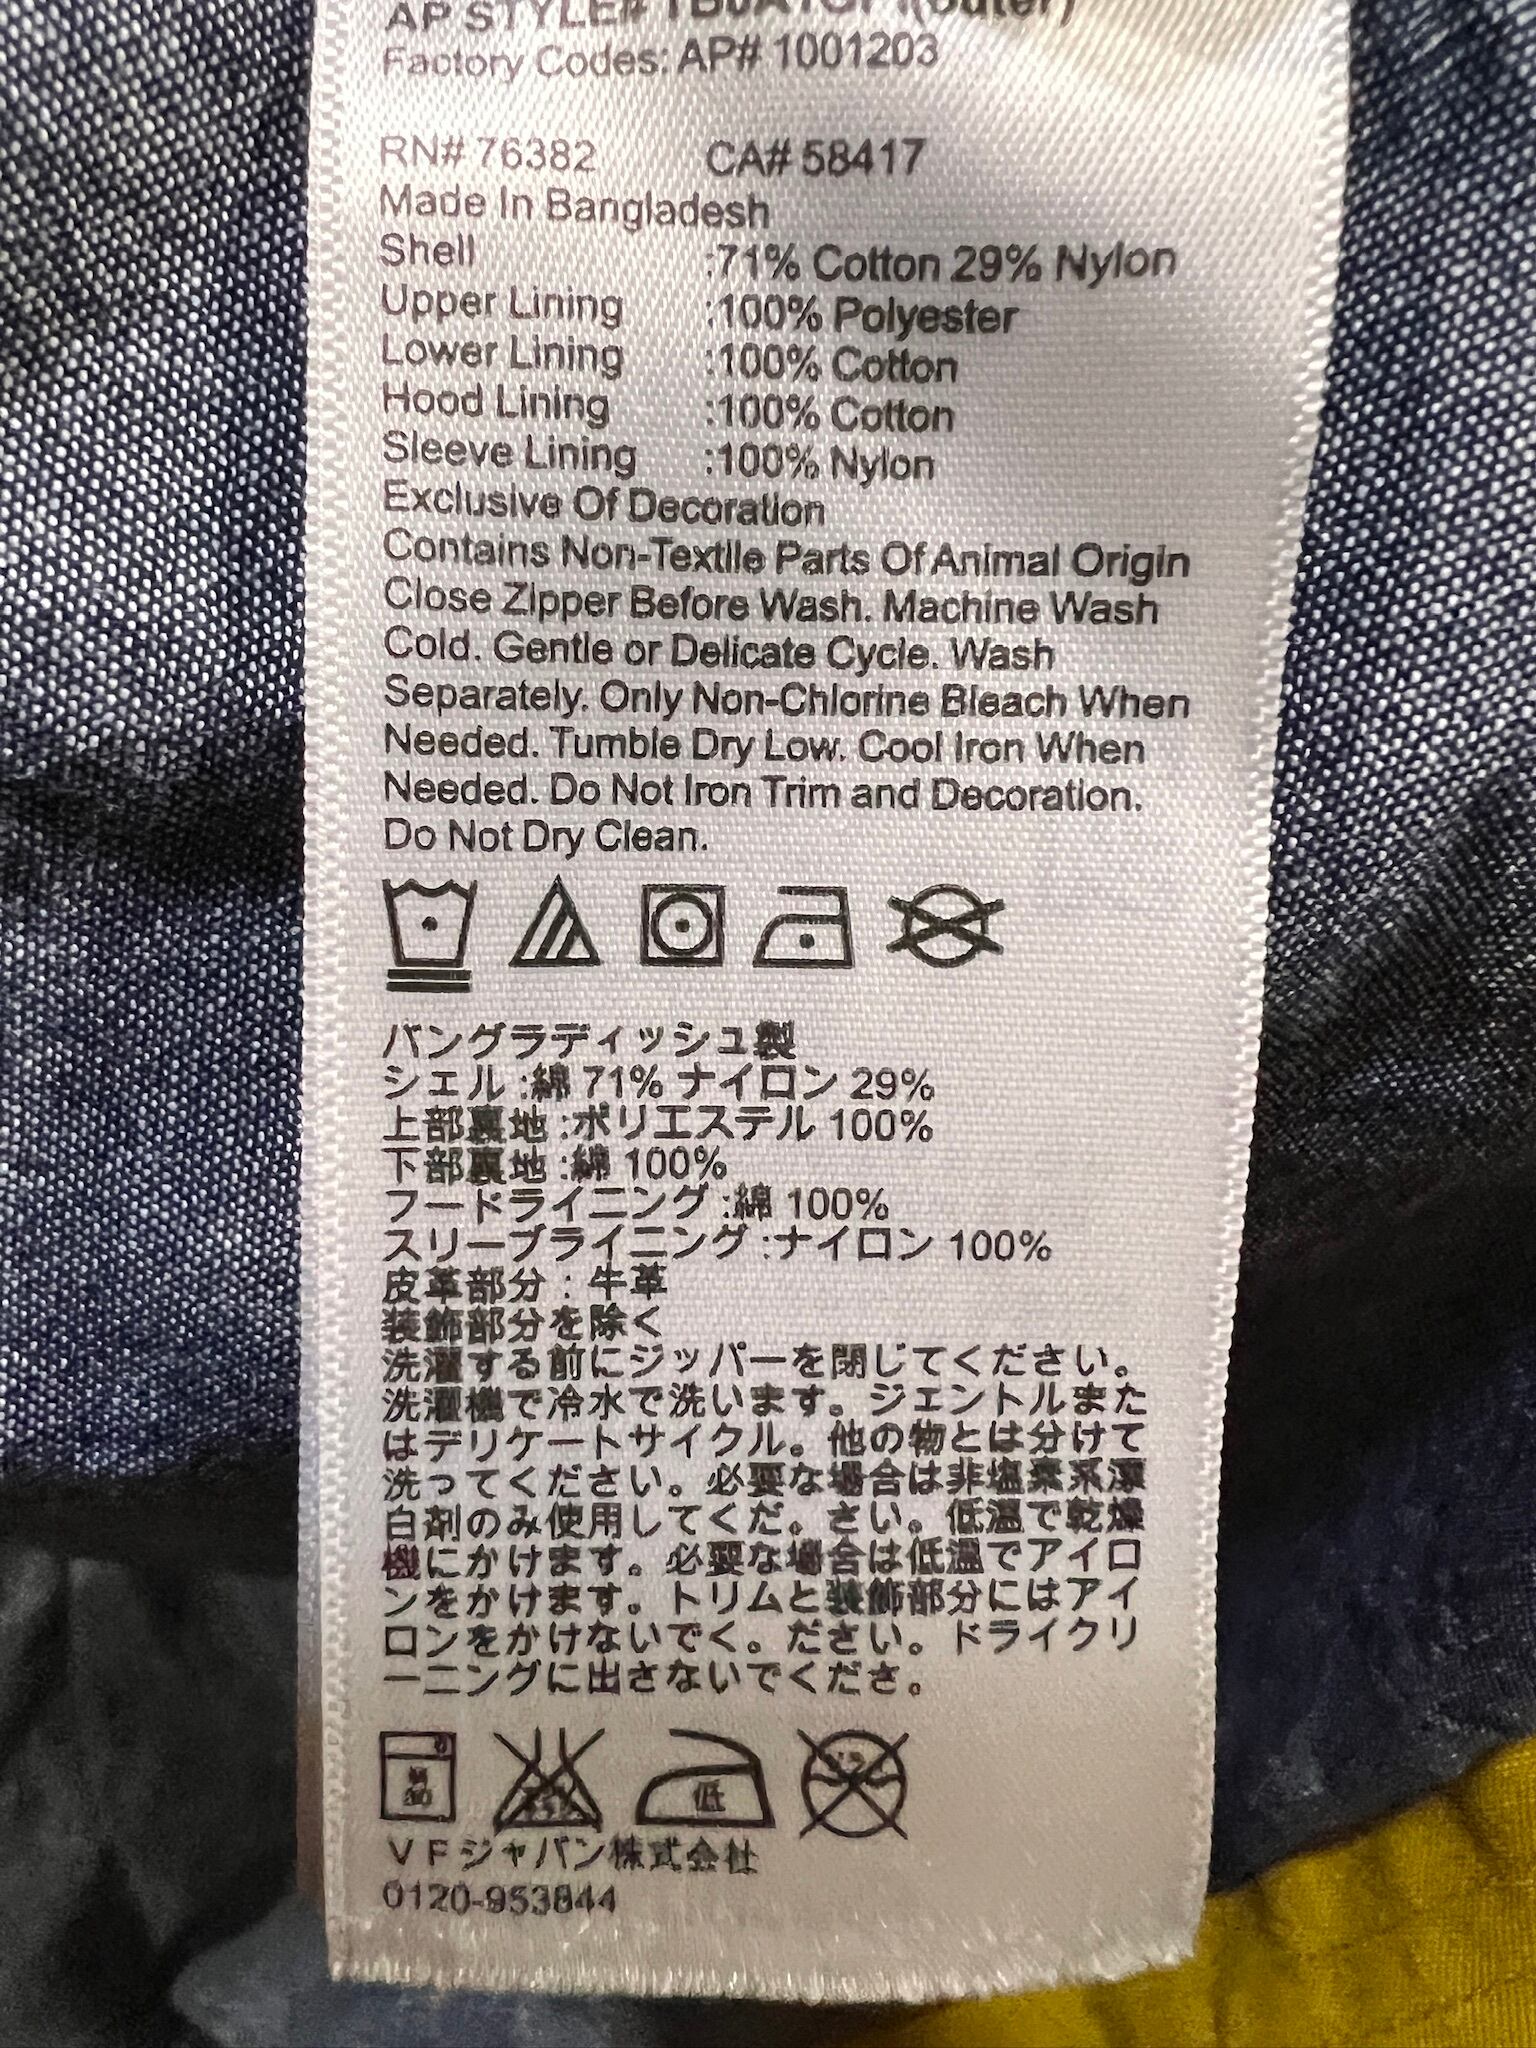 AP STYLE# (outer)
Factory Codes: AP# 1001203
RN# 76382 CA# 58417
Made In Bangladesh
Shell :71% Cotton 29% Nylon
Upper Lining :100% Polyester
Lower Lining :100% Cotton
Hood Lining :100% Cotton
Sleeve Lining :100% Nylon
Exclusive Of Decoration
Contains Non-Textile Parts Of Animal Origin
Close Zipper Before Wash. Machine Wash
Cold. Gentle or Delicate Cycle. Wash
Separately. Only Non-Chlorine Bleach When
Needed. Tumble Dry Low. Cool Iron When
Needed. Do Not Iron Trim and Decoration.
Do Not Dry Clean.
バングラディッシュ製
シェル :綿 71% ナイロン 29%
上部裏地 :ポリエステル 100%
下部裏地 :綿 100%
フードライニング :綿 100%
スリーブライニング :ナイロン 100%
皮革部分 : 牛革
装飾部分を除く
洗濯する前にジッパーを閉じてください。
洗濯機で冷水で洗います。ジェントルまた
はデリケートサイクル。他の物とは分けて
洗ってください。必要な場合は非塩素系漂
白剤のみ使用してくだ。さい。低温で乾燥
機にかけます。必要な場合は低温でアイロ
ンをかけます。トリムと装飾部分にはアイ
ロンをかけないでく。ださい。ドライクリ
ーニングに出さないでくださ。
低
VFジャパン株式会社
0120-953844